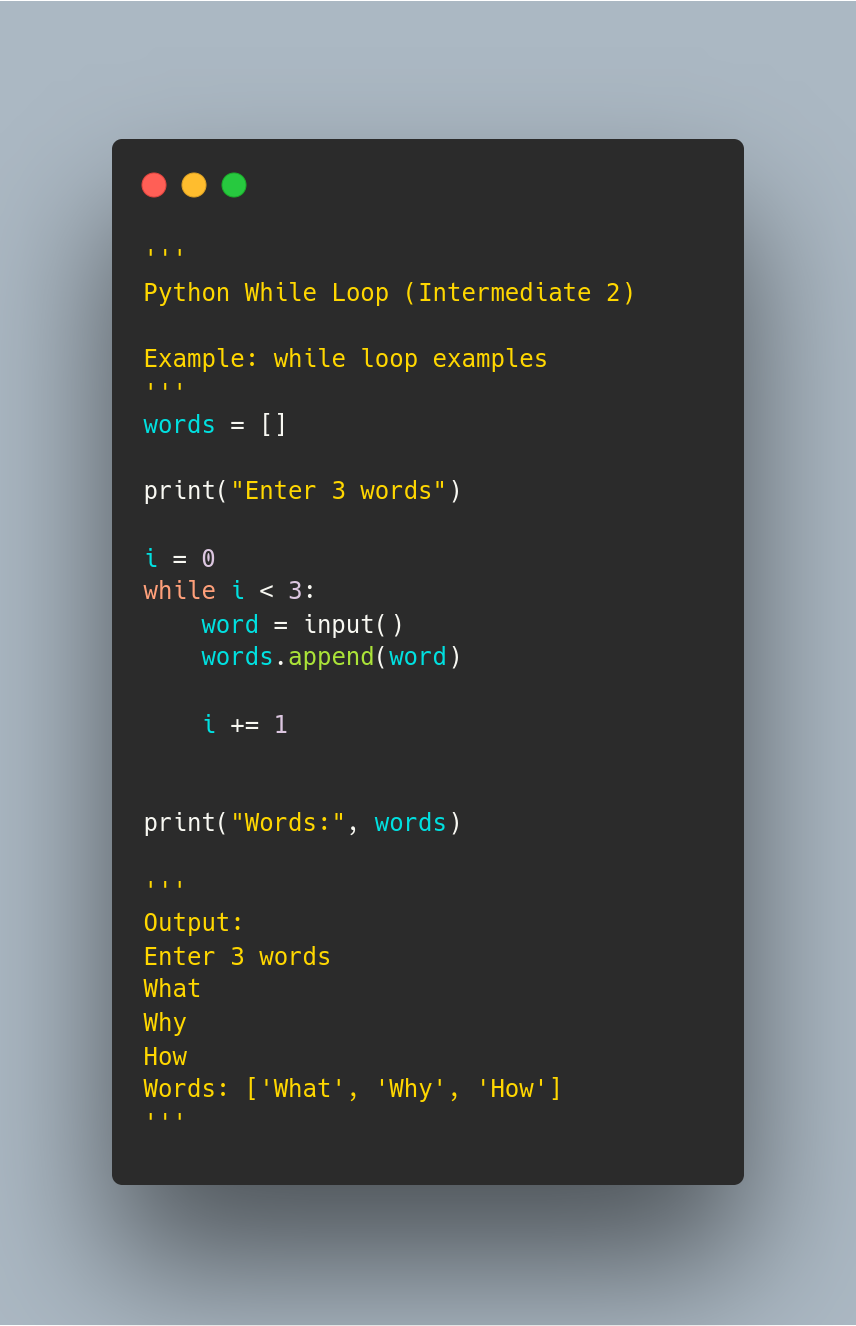 '''
Python While Loop (Intermediate 2)
Example: while loop examples
'''
words = []
print("Enter 3 words")
i = 0
while i < 3:
    word = input()
    words.append(word)
    i += 1
print("Words:", words)
'''
Output:
Enter 3 words
What
Why
How
Words: ['What', 'Why', 'How']
'''